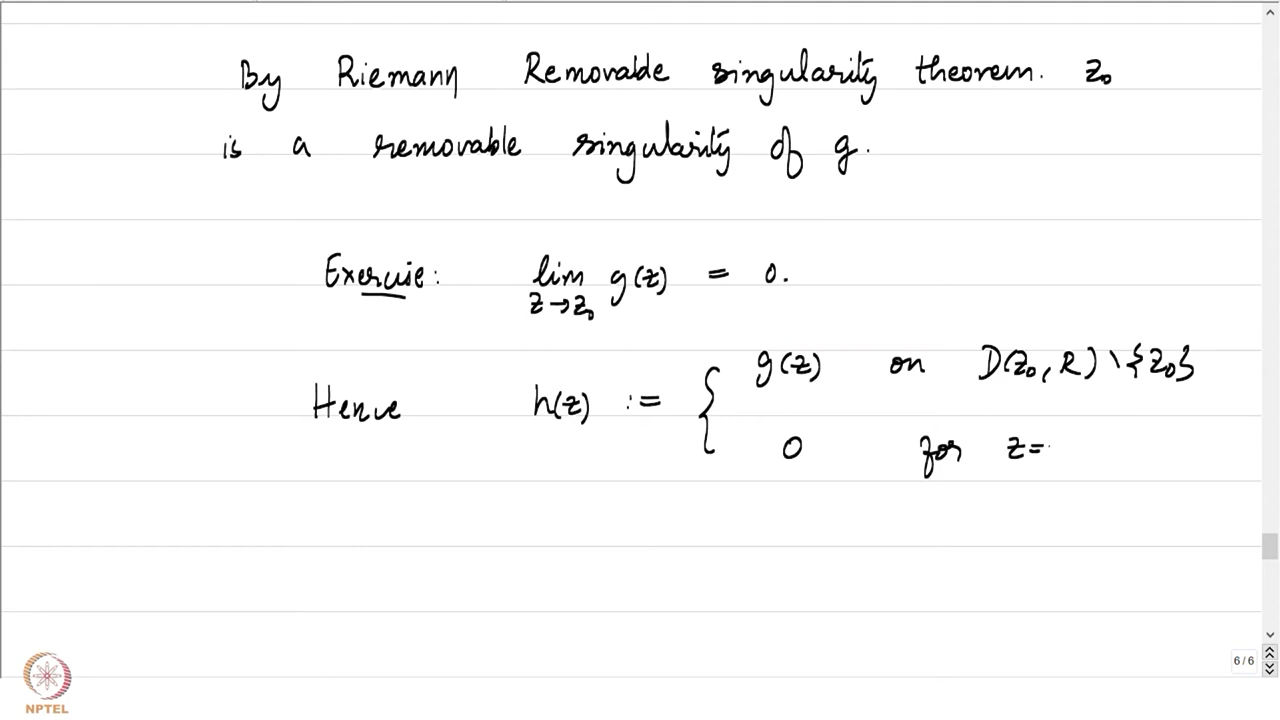 By Riemann Removable singularity theorem. z₀
is a removable singularity of g.
Exercise: lim g(z) = 0.
z→z₀
g(z) on D(z₀, R) \ {z₀}
Hence h(z) := {
0 for z=
6 / 6
NPTEL